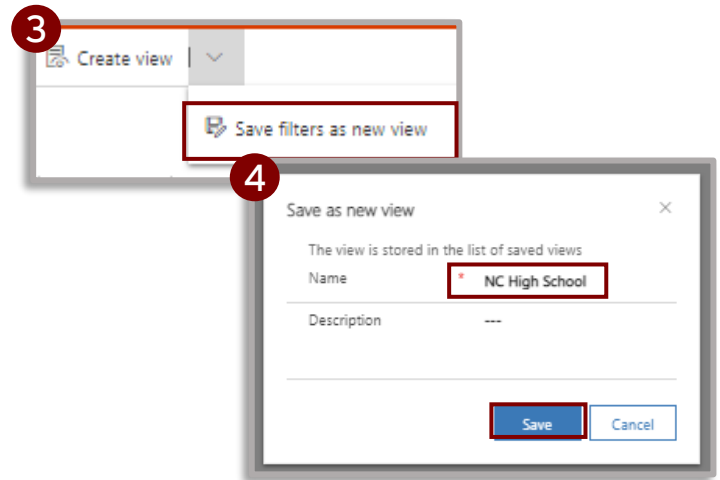 3
Create view
Save filters as new view
4
Save as new view
The view is stored in the list of saved views
Name * NC High School
Description ---
Save Cancel